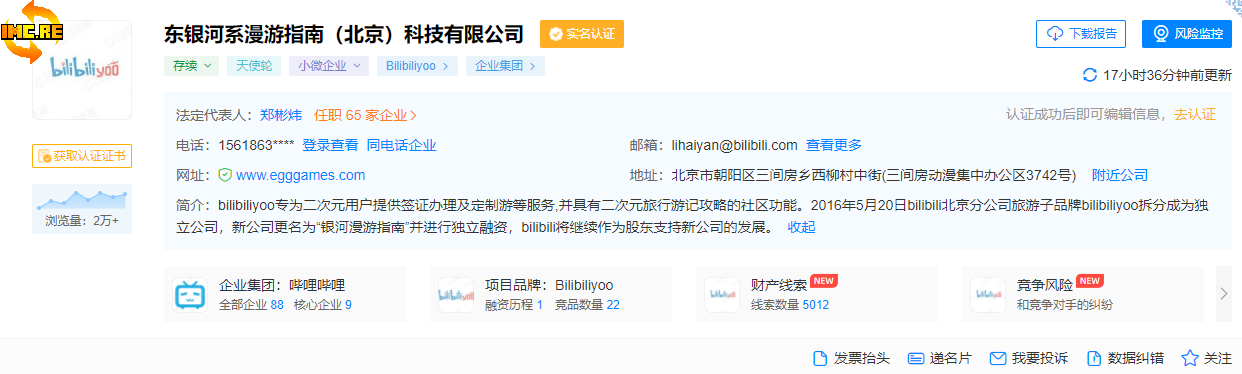 IMC.RE
bilibiliyoo
东银河系漫游指南（北京）科技有限公司 实名认证 下载报告 风险监控
存续 天使轮 小微企业 Bilibiliyoo 企业集团 17小时36分钟前更新
法定代表人：郑彬炜 任职 65 家企业 认证成功后即可编辑信息，去认证
电话：1561863**** 登录查看 同电话企业 邮箱：lihaiyan@bilibili.com 查看更多
获取认证证书
网址：www.egggames.com 地址：北京市朝阳区三间房乡西柳村中街(三间房动漫集中办公区3742号) 附近公司
浏览量：2万+
简介：bilibiliyoo专为二次元用户提供签证办理及定制游等服务,并具有二次元旅行游记攻略的社区功能。2016年5月20日bilibili北京分公司旅游子品牌bilibiliyoo拆分成为独
立公司，新公司更名为“银河漫游指南”并进行独立融资，bilibili将继续作为股东支持新公司的发展。 收起
企业集团：哔哩哔哩 bilibiliyoo 项目品牌：Bilibiliyoo bilibiliyoo 财产线索 NEW bilibiliyoo 竞争风险 NEW
全部企业 88 核心企业 9 融资历程 1 竞品数量 22 线索数量 5012 和竞争对手的纠纷
发票抬头 递名片 我要投诉 数据纠错 关注